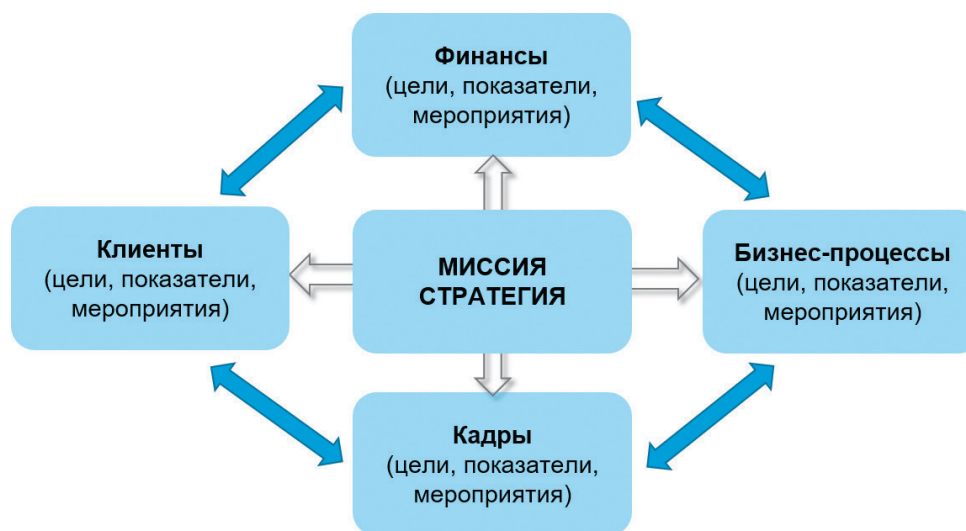 Финансы
(цели, показатели,
мероприятия)
Клиенты
(цели, показатели,
мероприятия)
МИССИЯ
СТРАТЕГИЯ
Бизнес-процессы
(цели, показатели,
мероприятия)
Кадры
(цели, показатели,
мероприятия)